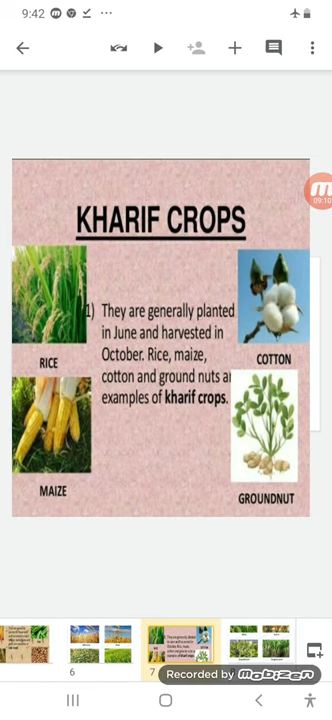 9:42
09:10
KHARIF CROPS
1) They are generally planted
in June and harvested in
October. Rice, maize,
cotton and ground nuts ar
examples of kharif crops.
RICE
COTTON
MAIZE
GROUNDNUT
6
7
Recorded by mobizen